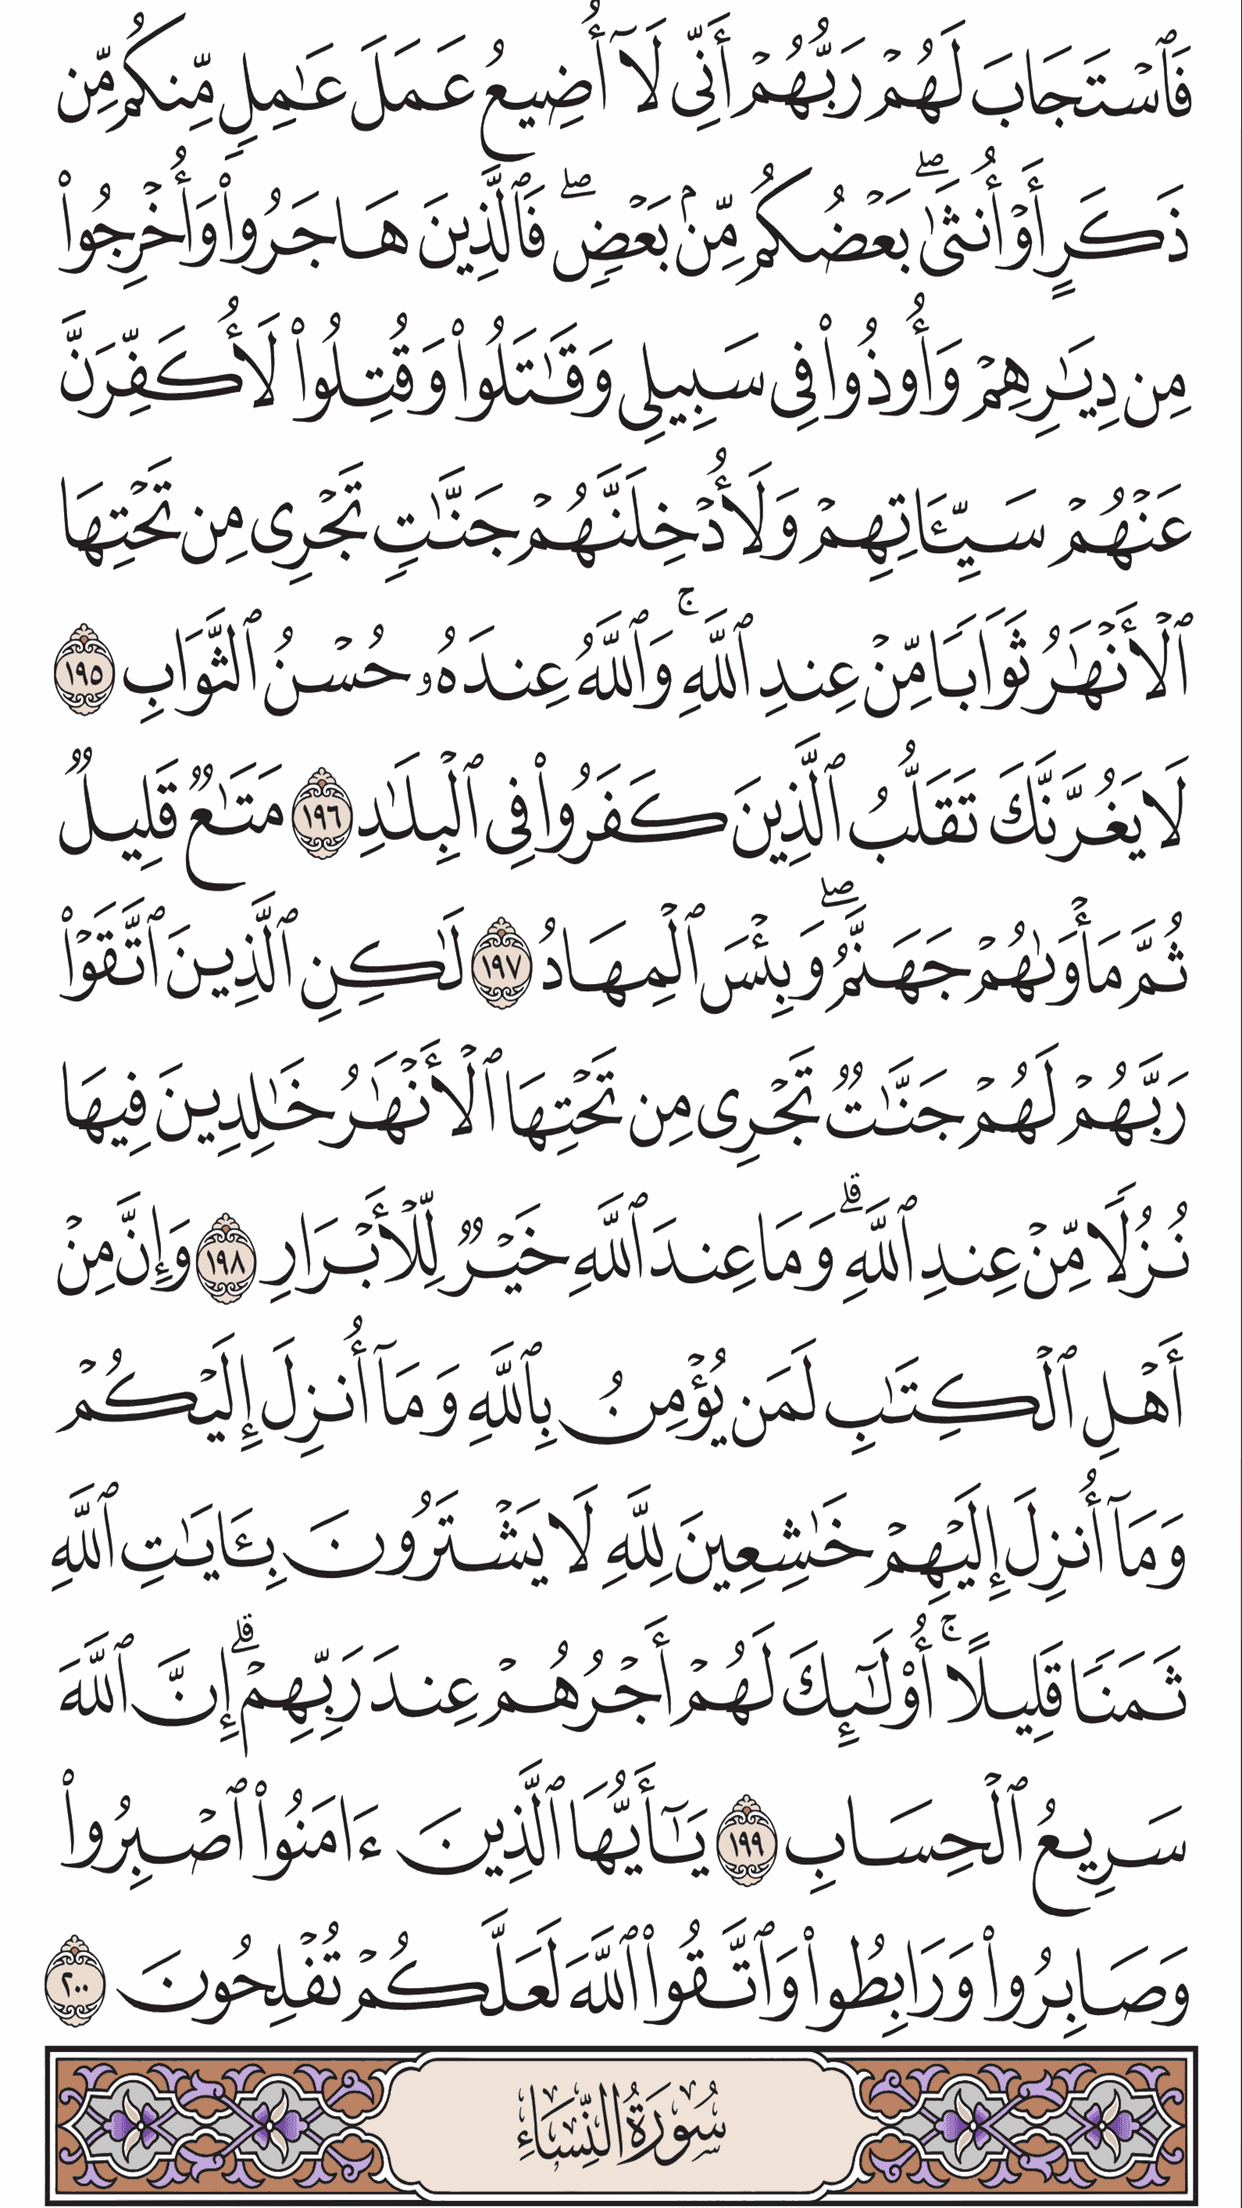 فَٱسْتَجَابَ لَهُمْ رَبُّهُمْ أَنِّى لَآ أُضِيعُ عَمَلَ عَٰمِلٍ مِّنكُم مِّن
ذَكَرٍ أَوْ أُنثَىٰۖ بَعْضُكُم مِّنۢ بَعْضٍۖ فَٱلَّذِينَ هَاجَرُوا۟ وَأُخْرِجُوا۟
مِن دِيَٰرِهِمْ وَأُوذُوا۟ فِى سَبِيلِى وَقَٰتَلُوا۟ وَقُتِلُوا۟ لَأُكَفِّرَنَّ
عَنْهُمْ سَيِّـَٔاتِهِمْ وَلَأُدْخِلَنَّهُمْ جَنَّٰتٍ تَجْرِى مِن تَحْتِهَا
ٱلْأَنْهَٰرُ ثَوَابًا مِّنْ عِندِ ٱللَّهِۚ وَٱللَّهُ عِندَهُۥ حُسْنُ ٱلثَّوَابِ ١٩٥
لَا يَغُرَّنَّكَ تَقَلُّبُ ٱلَّذِينَ كَفَرُوا۟ فِى ٱلْبِلَٰدِ ١٩٦ مَتَٰعٌ قَلِيلٌ
ثُمَّ مَأْوَىٰهُمْ جَهَنَّمُۖ وَبِئْسَ ٱلْمِهَادُ ١٩٧ لَٰكِنِ ٱلَّذِينَ ٱتَّقَوْا۟
رَبَّهُمْ لَهُمْ جَنَّٰتٌ تَجْرِى مِن تَحْتِهَا ٱلْأَنْهَٰرُ خَٰلِدِينَ فِيهَا
نُزُلًا مِّنْ عِندِ ٱللَّهِۗ وَمَا عِندَ ٱللَّهِ خَيْرٌ لِّلْأَبْرَارِ ١٩٨ وَإِنَّ مِنْ
أَهْلِ ٱلْكِتَٰبِ لَمَن يُؤْمِنُ بِٱللَّهِ وَمَآ أُنزِلَ إِلَيْكُمْ
وَمَآ أُنزِلَ إِلَيْهِمْ خَٰشِعِينَ لِلَّهِ لَا يَشْتَرُونَ بِـَٔايَٰتِ ٱللَّهِ
ثَمَنًا قَلِيلًاۚ أُو۟لَٰٓئِكَ لَهُمْ أَجْرُهُمْ عِندَ رَبِّهِمْۗ إِنَّ ٱللَّهَ
سَرِيعُ ٱلْحِسَابِ ١٩٩ يَٰٓأَيُّهَا ٱلَّذِينَ ءَامَنُوا۟ ٱصْبِرُوا۟
وَصَابِرُوا۟ وَرَابِطُوا۟ وَٱتَّقُوا۟ ٱللَّهَ لَعَلَّكُمْ تُفْلِحُونَ ٢٠٠
سُورَةُ النِّسَاءِ